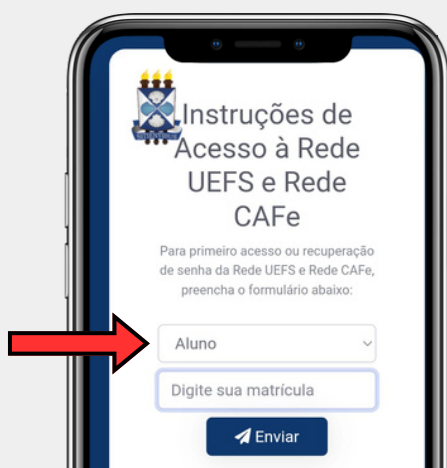 Instruções de
Acesso à Rede
UEFS e Rede
CAFe
Para primeiro acesso ou recuperação
de senha da Rede UEFS e Rede CAFe,
preencha o formulário abaixo:
Aluno
Digite sua matrícula
Enviar